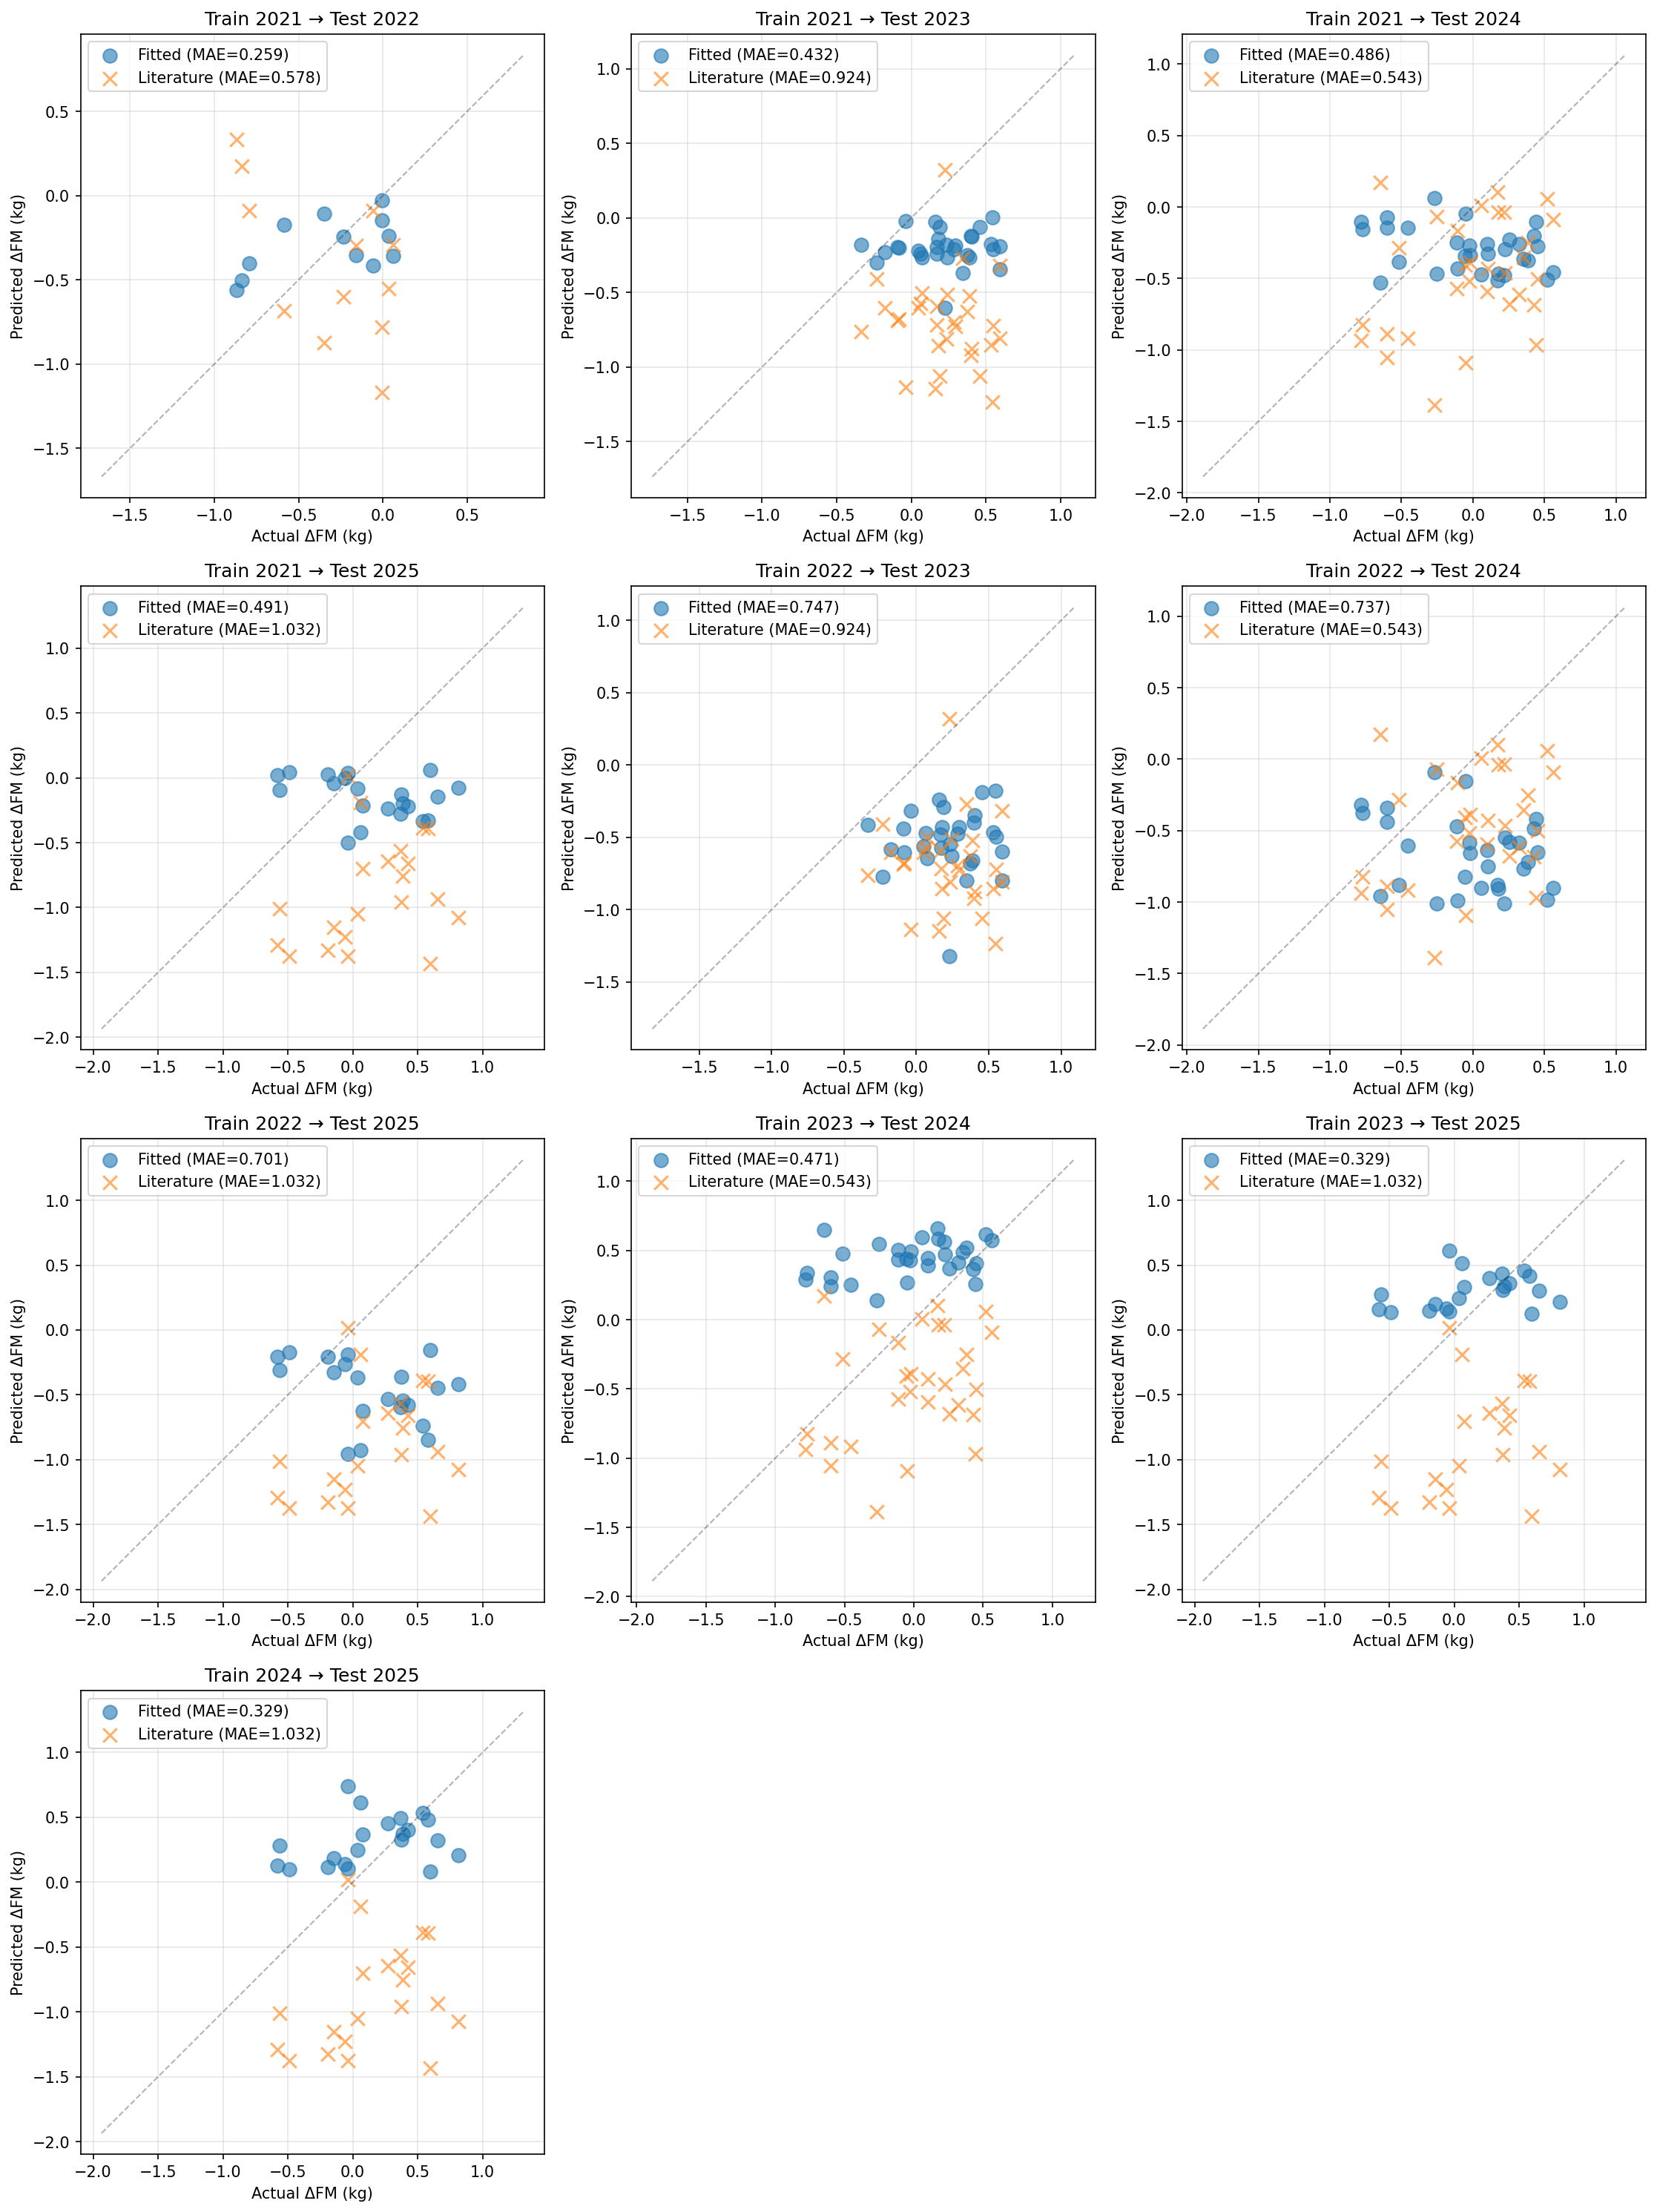 Train 2021 → Test 2022
Fitted (MAE=0.259)
Literature (MAE=0.578)
0.5
0.0
−0.5
−1.0
−1.5
Predicted ΔFM (kg)
−1.5 −1.0 −0.5 0.0 0.5
Actual ΔFM (kg)
Train 2021 → Test 2023
Fitted (MAE=0.432)
Literature (MAE=0.924)
1.0
0.5
0.0
−0.5
−1.0
−1.5
Predicted ΔFM (kg)
−1.5 −1.0 −0.5 0.0 0.5 1.0
Actual ΔFM (kg)
Train 2021 → Test 2024
Fitted (MAE=0.486)
Literature (MAE=0.543)
1.0
0.5
0.0
−0.5
−1.0
−1.5
−2.0
Predicted ΔFM (kg)
−2.0 −1.5 −1.0 −0.5 0.0 0.5 1.0
Actual ΔFM (kg)
Train 2021 → Test 2025
Fitted (MAE=0.491)
Literature (MAE=1.032)
1.0
0.5
0.0
−0.5
−1.0
−1.5
−2.0
Predicted ΔFM (kg)
−2.0 −1.5 −1.0 −0.5 0.0 0.5 1.0
Actual ΔFM (kg)
Train 2022 → Test 2023
Fitted (MAE=0.747)
Literature (MAE=0.924)
1.0
0.5
0.0
−0.5
−1.0
−1.5
Predicted ΔFM (kg)
−1.5 −1.0 −0.5 0.0 0.5 1.0
Actual ΔFM (kg)
Train 2022 → Test 2024
Fitted (MAE=0.737)
Literature (MAE=0.543)
1.0
0.5
0.0
−0.5
−1.0
−1.5
−2.0
Predicted ΔFM (kg)
−2.0 −1.5 −1.0 −0.5 0.0 0.5 1.0
Actual ΔFM (kg)
Train 2022 → Test 2025
Fitted (MAE=0.701)
Literature (MAE=1.032)
1.0
0.5
0.0
−0.5
−1.0
−1.5
−2.0
Predicted ΔFM (kg)
−2.0 −1.5 −1.0 −0.5 0.0 0.5 1.0
Actual ΔFM (kg)
Train 2023 → Test 2024
Fitted (MAE=0.471)
Literature (MAE=0.543)
1.0
0.5
0.0
−0.5
−1.0
−1.5
−2.0
Predicted ΔFM (kg)
−2.0 −1.5 −1.0 −0.5 0.0 0.5 1.0
Actual ΔFM (kg)
Train 2023 → Test 2025
Fitted (MAE=0.329)
Literature (MAE=1.032)
1.0
0.5
0.0
−0.5
−1.0
−1.5
−2.0
Predicted ΔFM (kg)
−2.0 −1.5 −1.0 −0.5 0.0 0.5 1.0
Actual ΔFM (kg)
Train 2024 → Test 2025
Fitted (MAE=0.329)
Literature (MAE=1.032)
1.0
0.5
0.0
−0.5
−1.0
−1.5
−2.0
Predicted ΔFM (kg)
−2.0 −1.5 −1.0 −0.5 0.0 0.5 1.0
Actual ΔFM (kg)